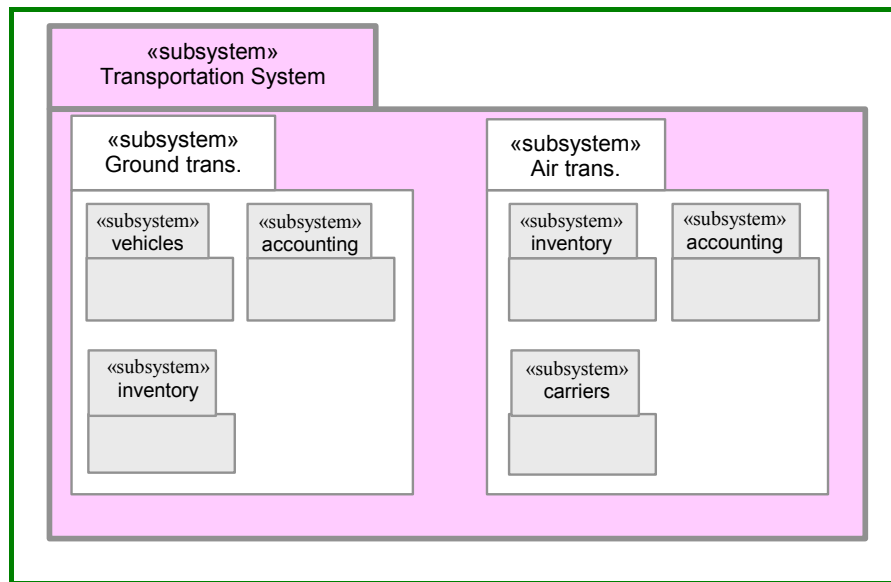 «subsystem»
Transportation System
«subsystem»
Ground trans.
«subsystem»
vehicles
«subsystem»
accounting
«subsystem»
inventory
«subsystem»
Air trans.
«subsystem»
inventory
«subsystem»
accounting
«subsystem»
carriers